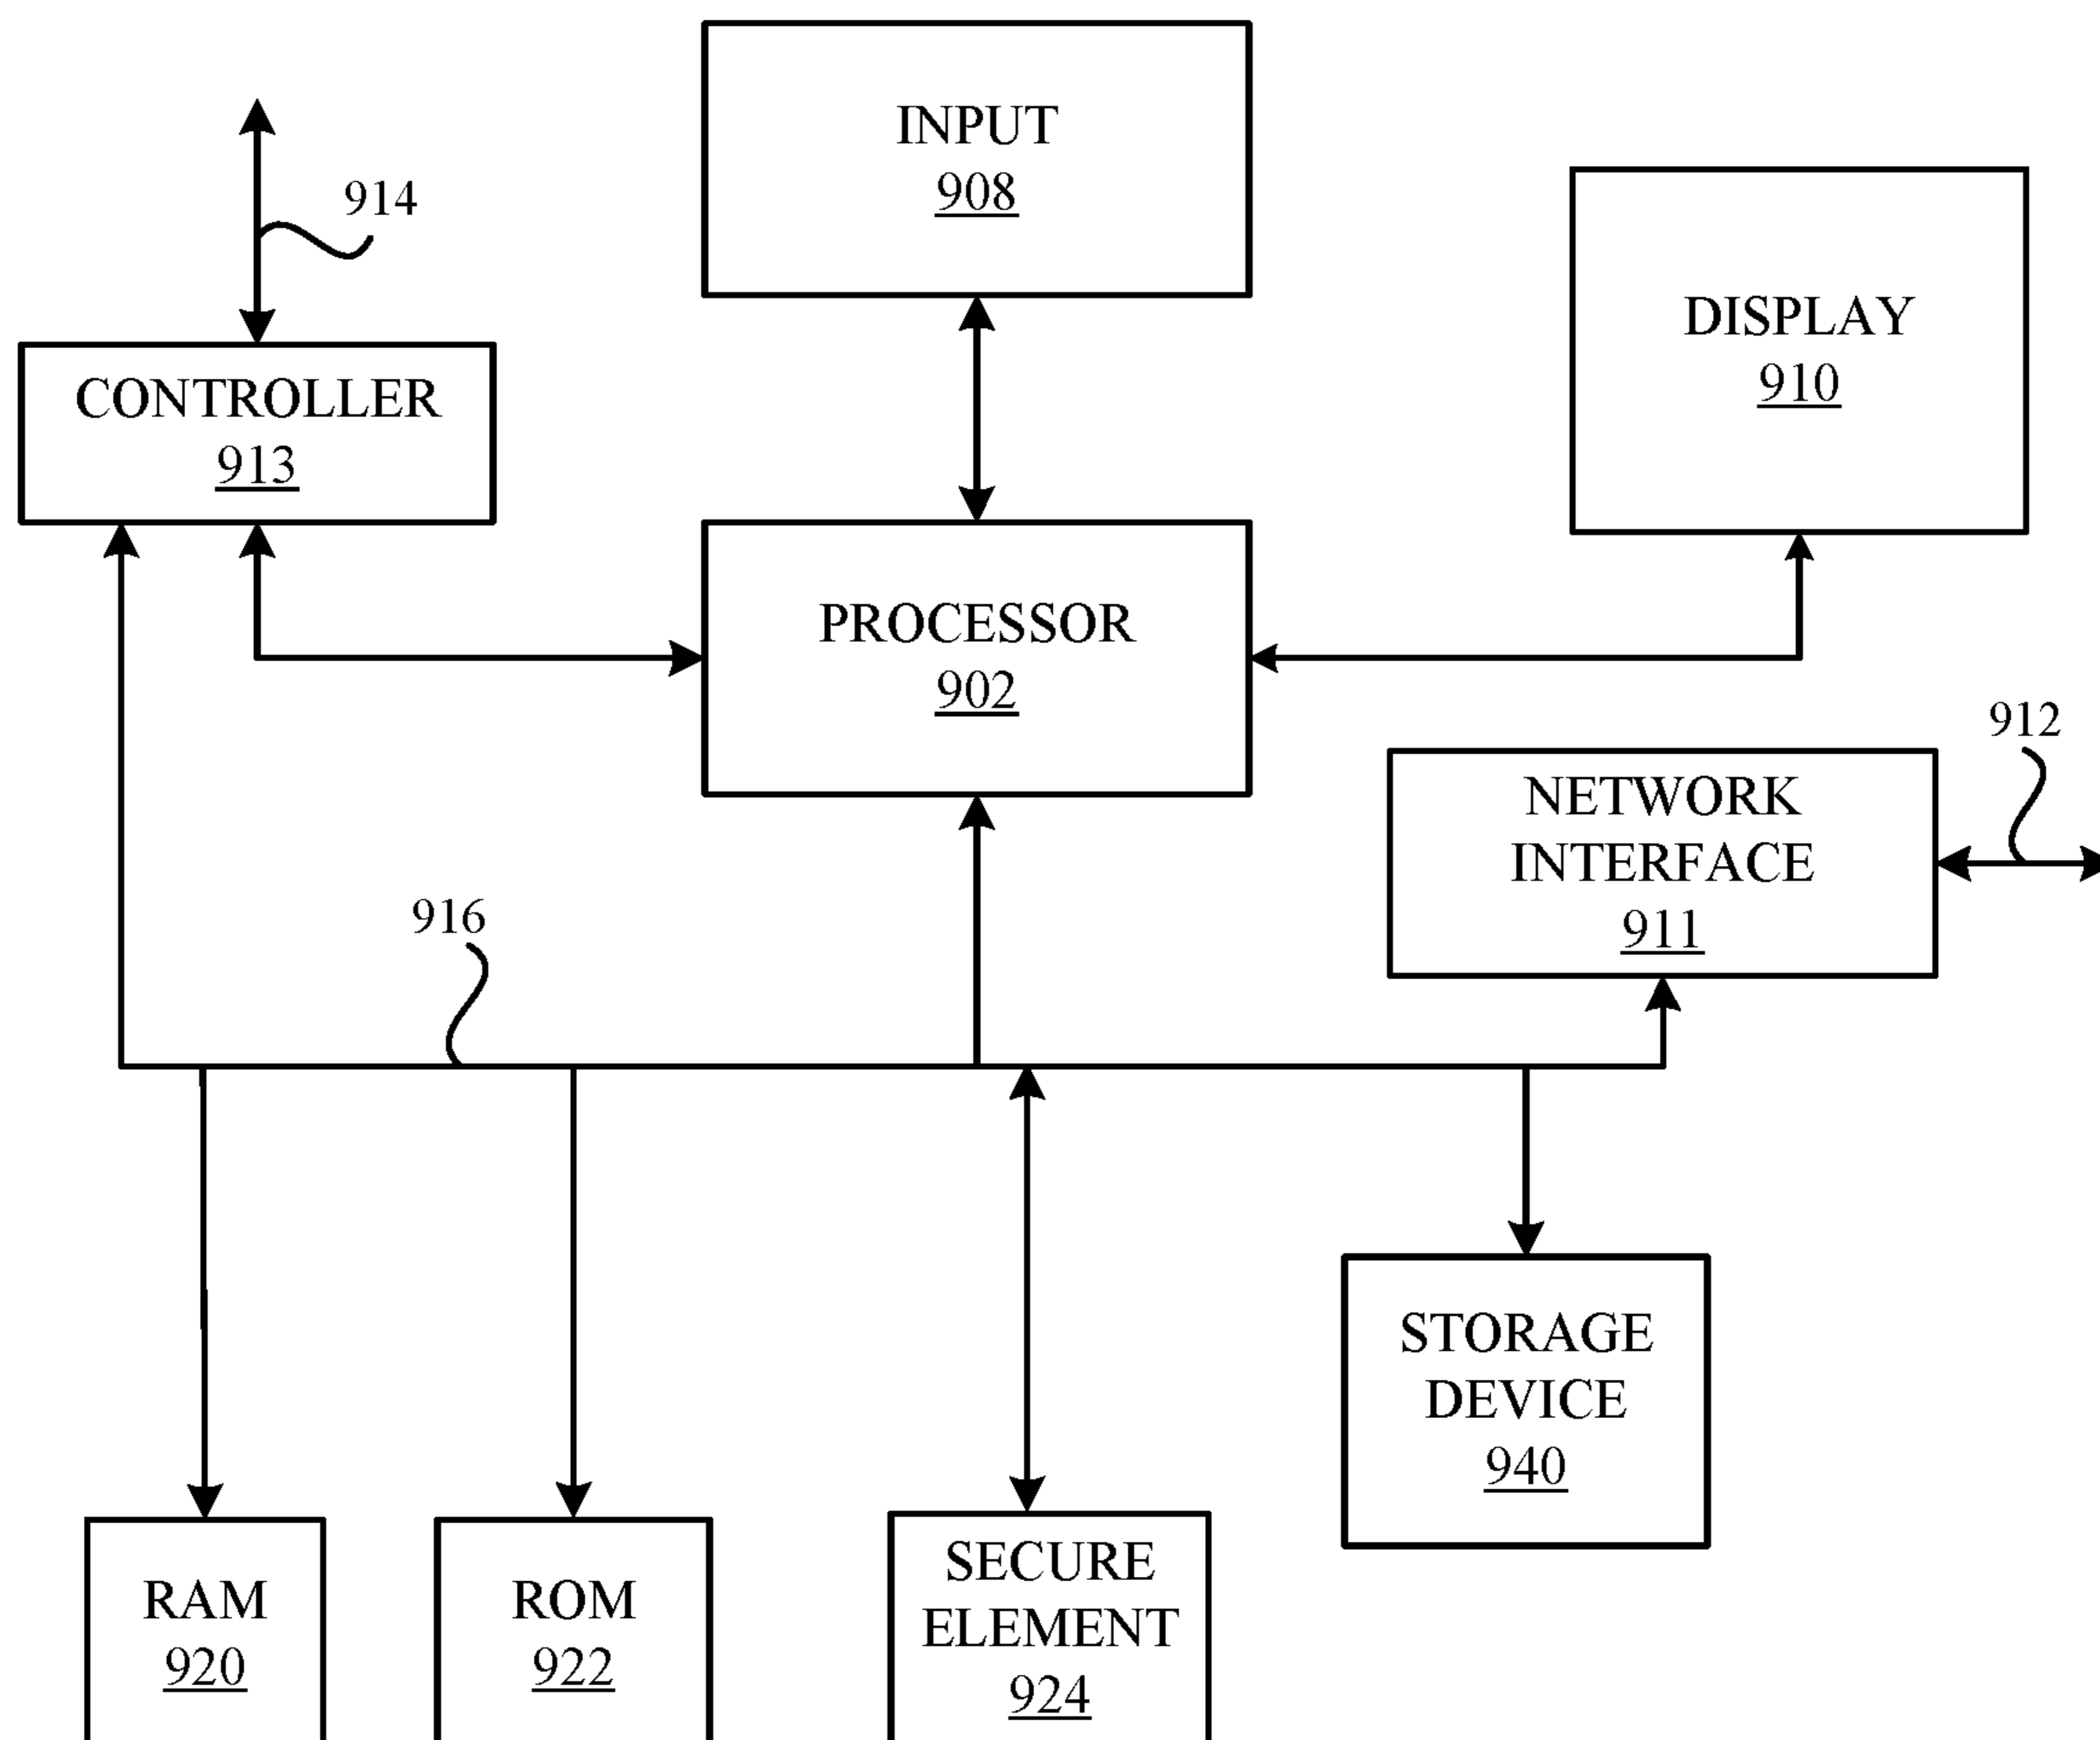 INPUT
908
914
DISPLAY
910
CONTROLLER
913
PROCESSOR
902
912
NETWORK
INTERFACE
911
916
STORAGE
DEVICE
940
RAM
920
ROM
922
SECURE
ELEMENT
924